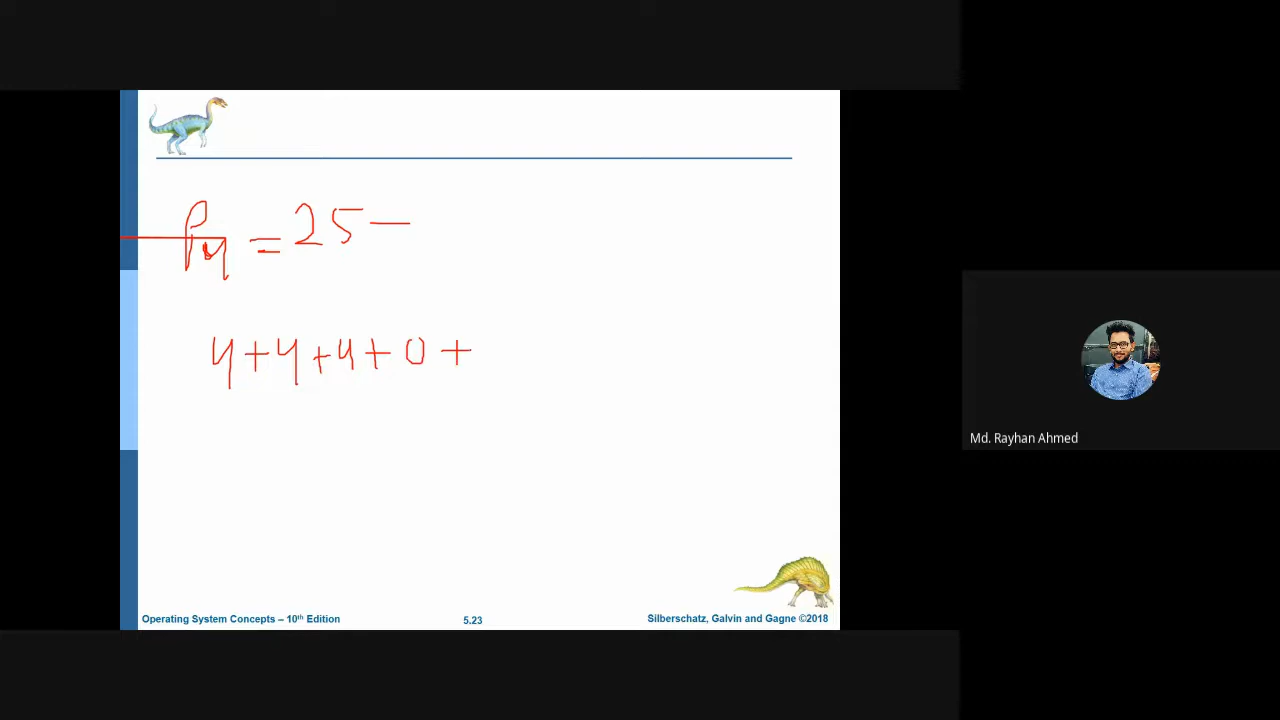 P4 = 25 –
4 + 4 + 4 + 0 +
Md. Rayhan Ahmed
Operating System Concepts – 10th Edition
5.23
Silberschatz, Galvin and Gagne ©2018